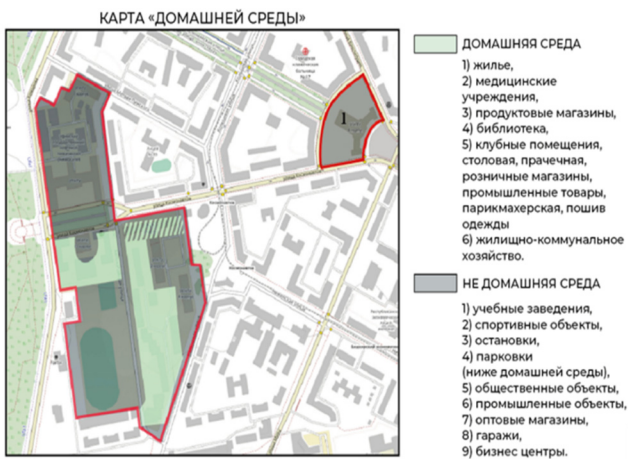 КАРТА «ДОМАШНЕЙ СРЕДЫ»
1
ДОМАШНЯЯ СРЕДА
1) жилье,
2) медицинские
учреждения,
3) продуктовые магазины,
4) библиотека,
5) клубные помещения,
столовая, прачечная,
розничные магазины,
промышленные товары,
парикмахерская, пошив
одежды
6) жилищно-коммунальное
хозяйство.
НЕ ДОМАШНЯЯ СРЕДА
1) учебные заведения,
2) спортивные объекты,
3) остановки,
4) парковки
(ниже домашней среды),
5) общественные объекты,
6) промышленные объекты,
7) оптовые магазины,
8) гаражи,
9) бизнес центры.